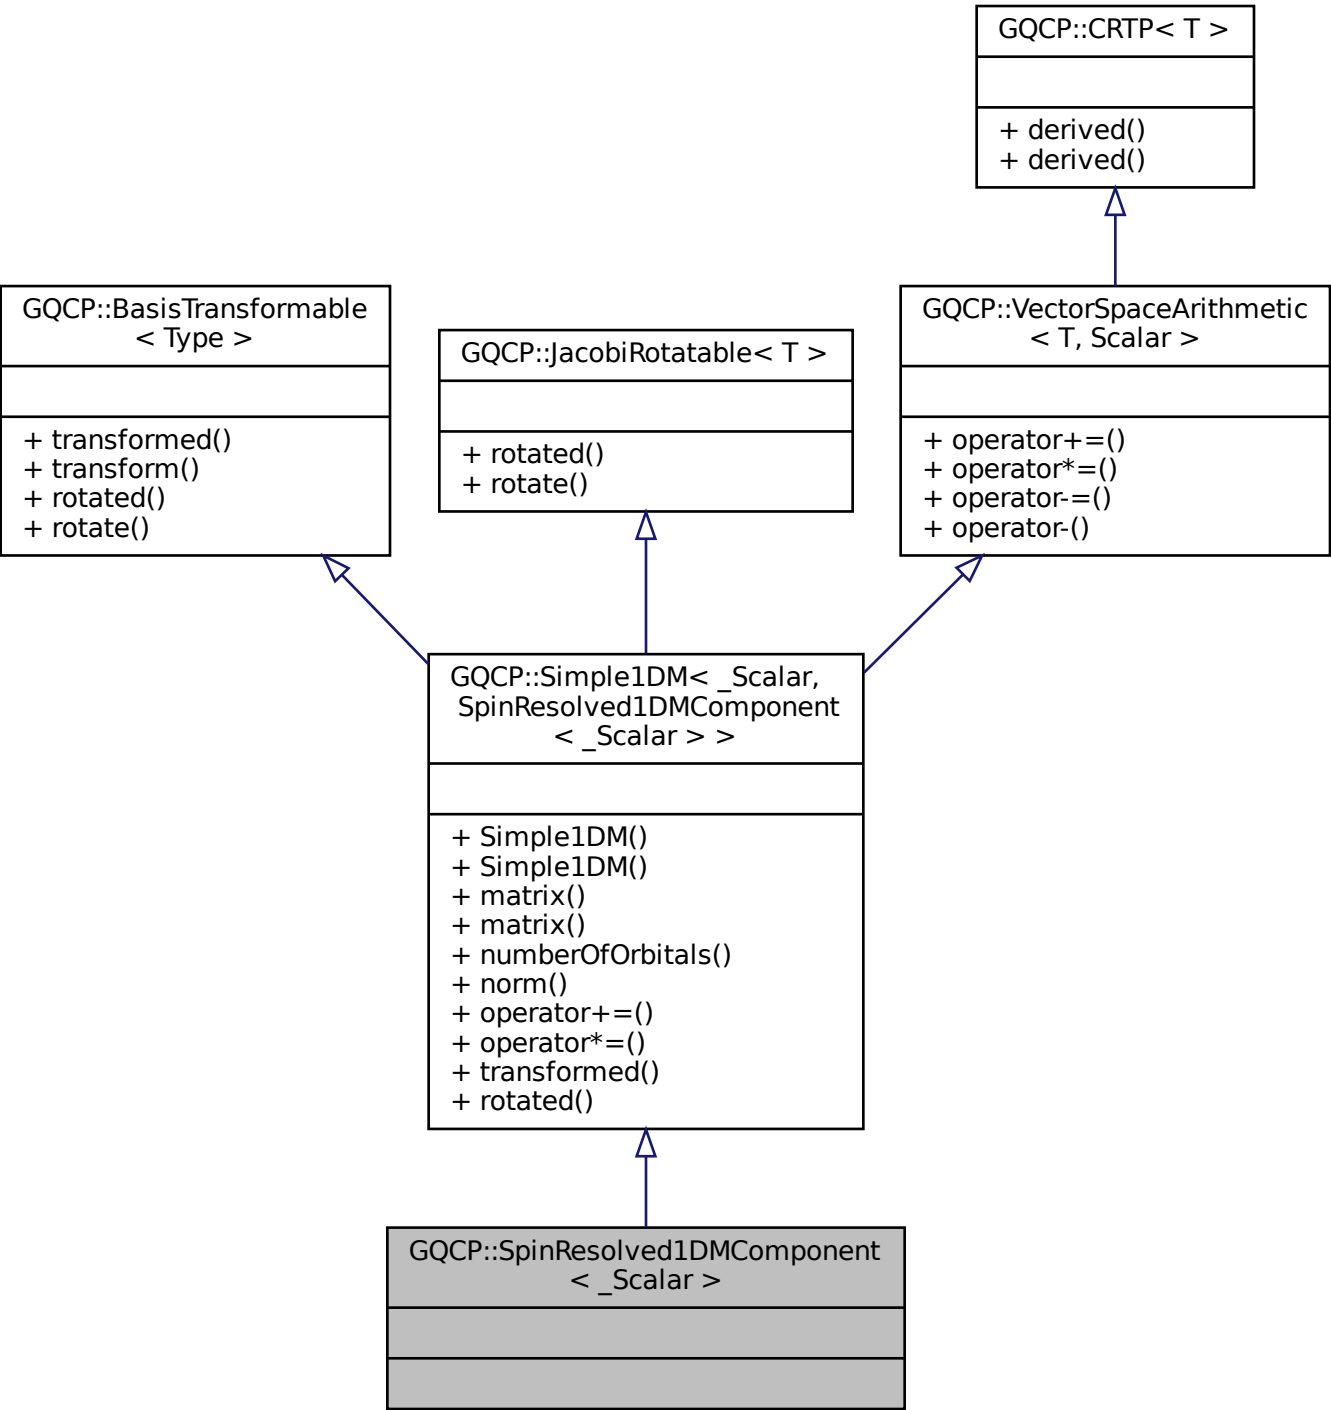 GQCP::CRTP< T >
+ derived()
+ derived()
GQCP::BasisTransformable
< Type >
+ transformed()
+ transform()
+ rotated()
+ rotate()
GQCP::JacobiRotatable< T >
+ rotated()
+ rotate()
GQCP::VectorSpaceArithmetic
< T, Scalar >
+ operator+=()
+ operator*=()
+ operator-=()
+ operator-()
GQCP::Simple1DM< _Scalar,
SpinResolved1DMComponent
< _Scalar > >
+ Simple1DM()
+ Simple1DM()
+ matrix()
+ matrix()
+ numberOfOrbitals()
+ norm()
+ operator+=()
+ operator*=()
+ transformed()
+ rotated()
GQCP::SpinResolved1DMComponent
< _Scalar >